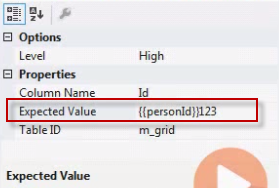 Options
Level High
Properties
Column Name Id
Expected Value {{personId}}123
Table ID m_grid
Expected Value